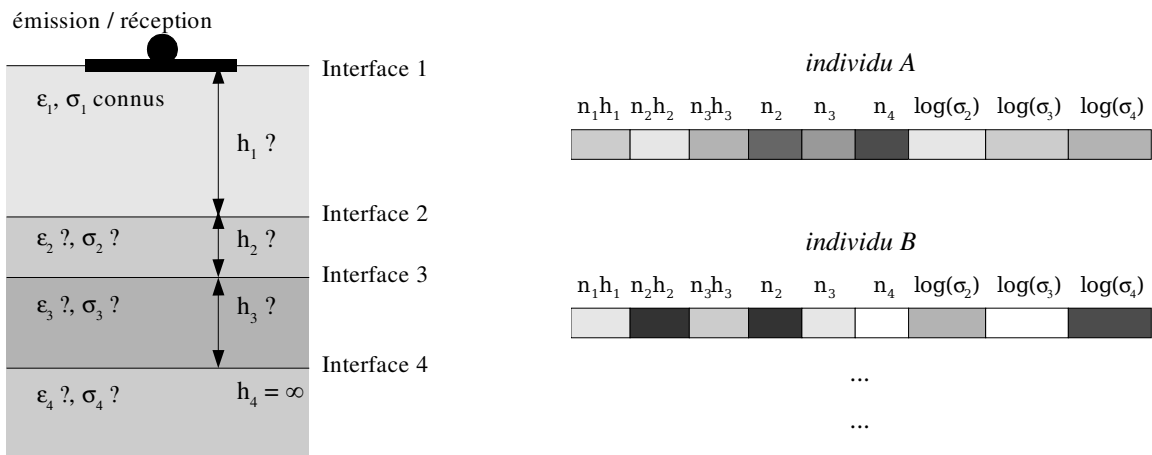 émission / réception
Interface 1
ε₁, σ₁ connus
h₁ ?
Interface 2
ε₂ ?, σ₂ ?
h₂ ?
Interface 3
ε₃ ?, σ₃ ?
h₃ ?
Interface 4
ε₄ ?, σ₄ ?
h₄ = ∞
individu A
n₁h₁ n₂h₂ n₃h₃ n₂ n₃ n₄ log(σ₂) log(σ₃) log(σ₄)
individu B
n₁h₁ n₂h₂ n₃h₃ n₂ n₃ n₄ log(σ₂) log(σ₃) log(σ₄)
...
...